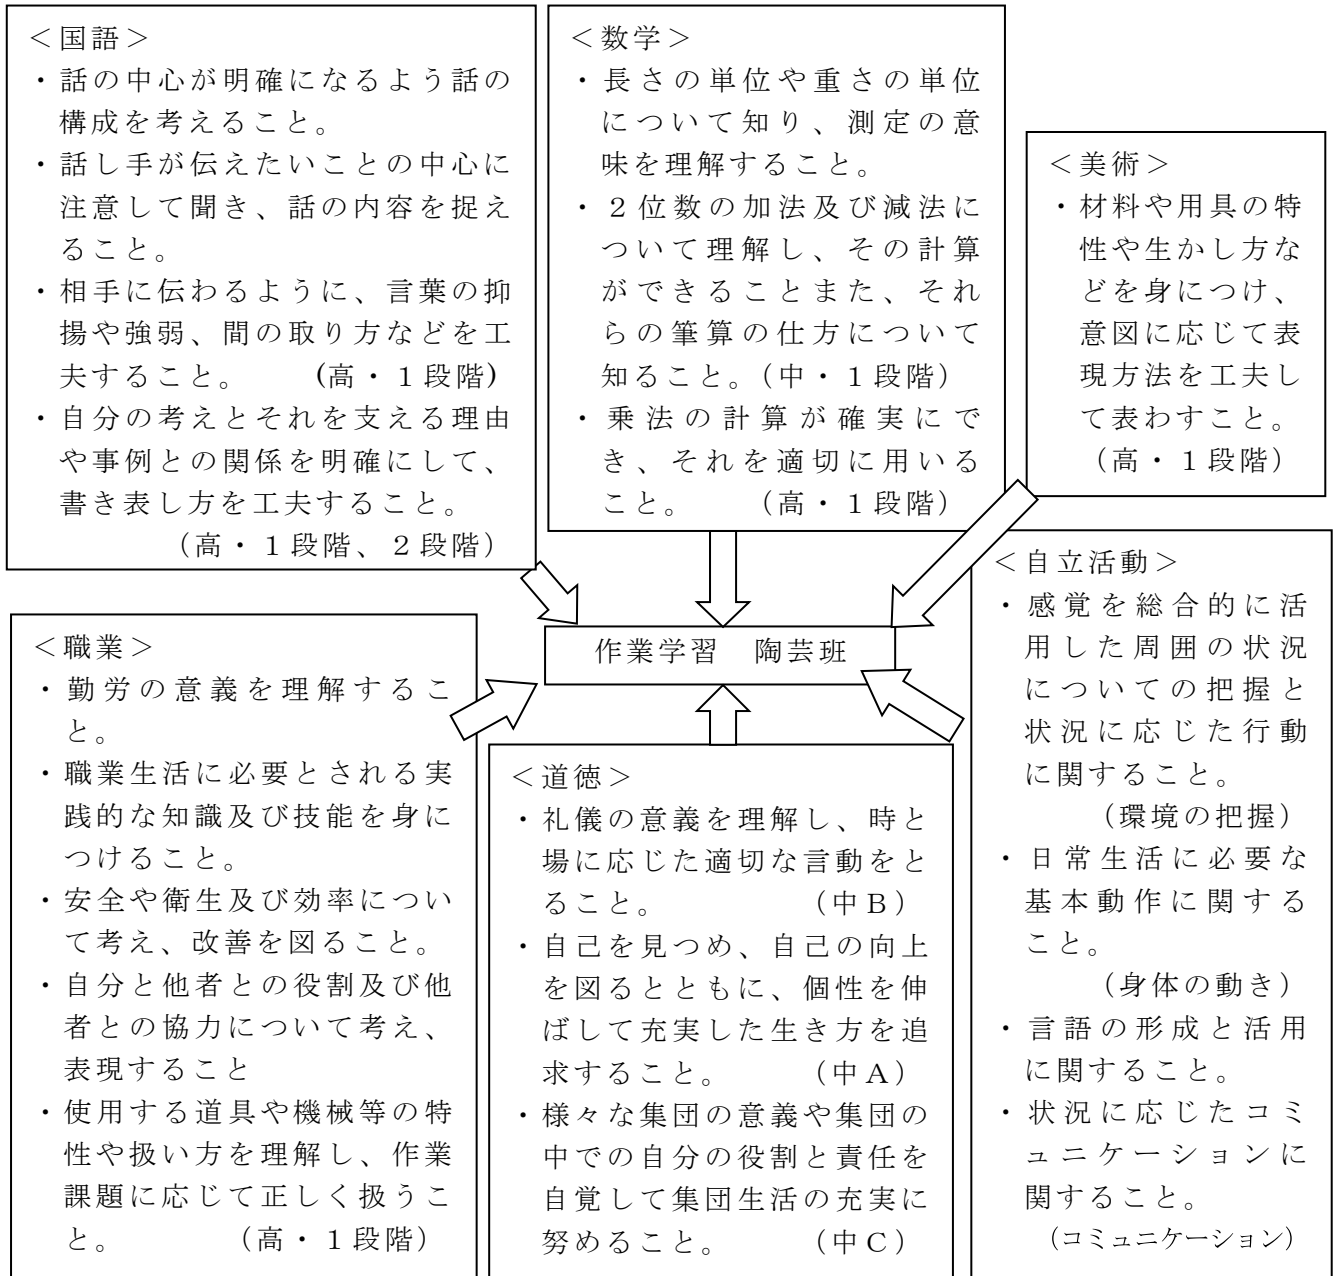 ＜国語＞
・話の中心が明確になるよう話の
構成を考えること。
・話し手が伝えたいことの中心に
注意して聞き、話の内容を捉え
ること。
・相手に伝わるように、言葉の抑
揚や強弱、間の取り方などを工
夫すること。　　(高・１段階)
・自分の考えとそれを支える理由
や事例との関係を明確にして、
書き表し方を工夫すること。
（高・１段階、２段階）
＜数学＞
・長さの単位や重さの単位
について知り、測定の意
味を理解すること。
・２位数の加法及び減法に
ついて理解し、その計算
ができることまた、それ
らの筆算の仕方について
知ること。（中・１段階）
・乗法の計算が確実にで
き、それを適切に用いる
こと。　　（高・１段階）
＜美術＞
・材料や用具の特
性や生かし方な
どを身につけ、
意図に応じて表
現方法を工夫し
て表わすこと。
（高・１段階）
作業学習　陶芸班
＜職業＞
・勤労の意義を理解するこ
と。
・職業生活に必要とされる実
践的な知識及び技能を身に
つけること。
・安全や衛生及び効率につい
て考え、改善を図ること。
・自分と他者との役割及び他
者との協力について考え、
表現すること
・使用する道具や機械等の特
性や扱い方を理解し、作業
課題に応じて正しく扱うこ
と。　　　（高・１段階）
＜道徳＞
・礼儀の意義を理解し、時と
場に応じた適切な言動をと
ること。　　　（中Ｂ）
・自己を見つめ、自己の向上
を図るとともに、個性を伸
ばして充実した生き方を追
求すること。　　（中Ａ）
・様々な集団の意義や集団の
中での自分の役割と責任を
自覚して集団生活の充実に
努めること。　　（中Ｃ）
＜自立活動＞
・感覚を総合的に活
用した周囲の状況
についての把握と
状況に応じた行動
に関すること。
（環境の把握）
・日常生活に必要な
基本動作に関する
こと。
（身体の動き）
・言語の形成と活用
に関すること。
・状況に応じたコミ
ュニケーションに
関すること。
（コミュニケーション）